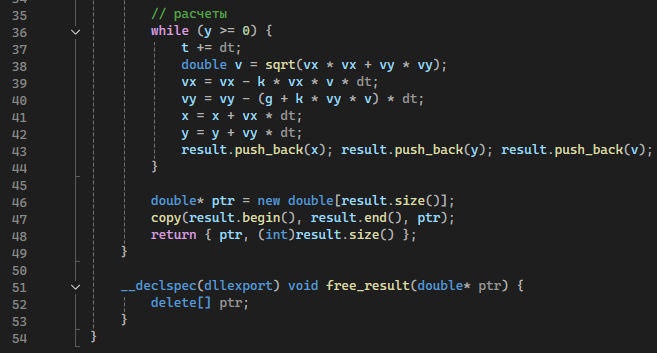 35 // расчеты
36 while (y >= 0) {
37 t += dt;
38 double v = sqrt(vx * vx + vy * vy);
39 vx = vx - k * vx * v * dt;
40 vy = vy - (g + k * vy * v) * dt;
41 x = x + vx * dt;
42 y = y + vy * dt;
43 result.push_back(x); result.push_back(y); result.push_back(v);
44 }
45
46 double* ptr = new double[result.size()];
47 copy(result.begin(), result.end(), ptr);
48 return { ptr, (int)result.size() };
49 }
50
51 __declspec(dllexport) void free_result(double* ptr) {
52 delete[] ptr;
53 }
54 }